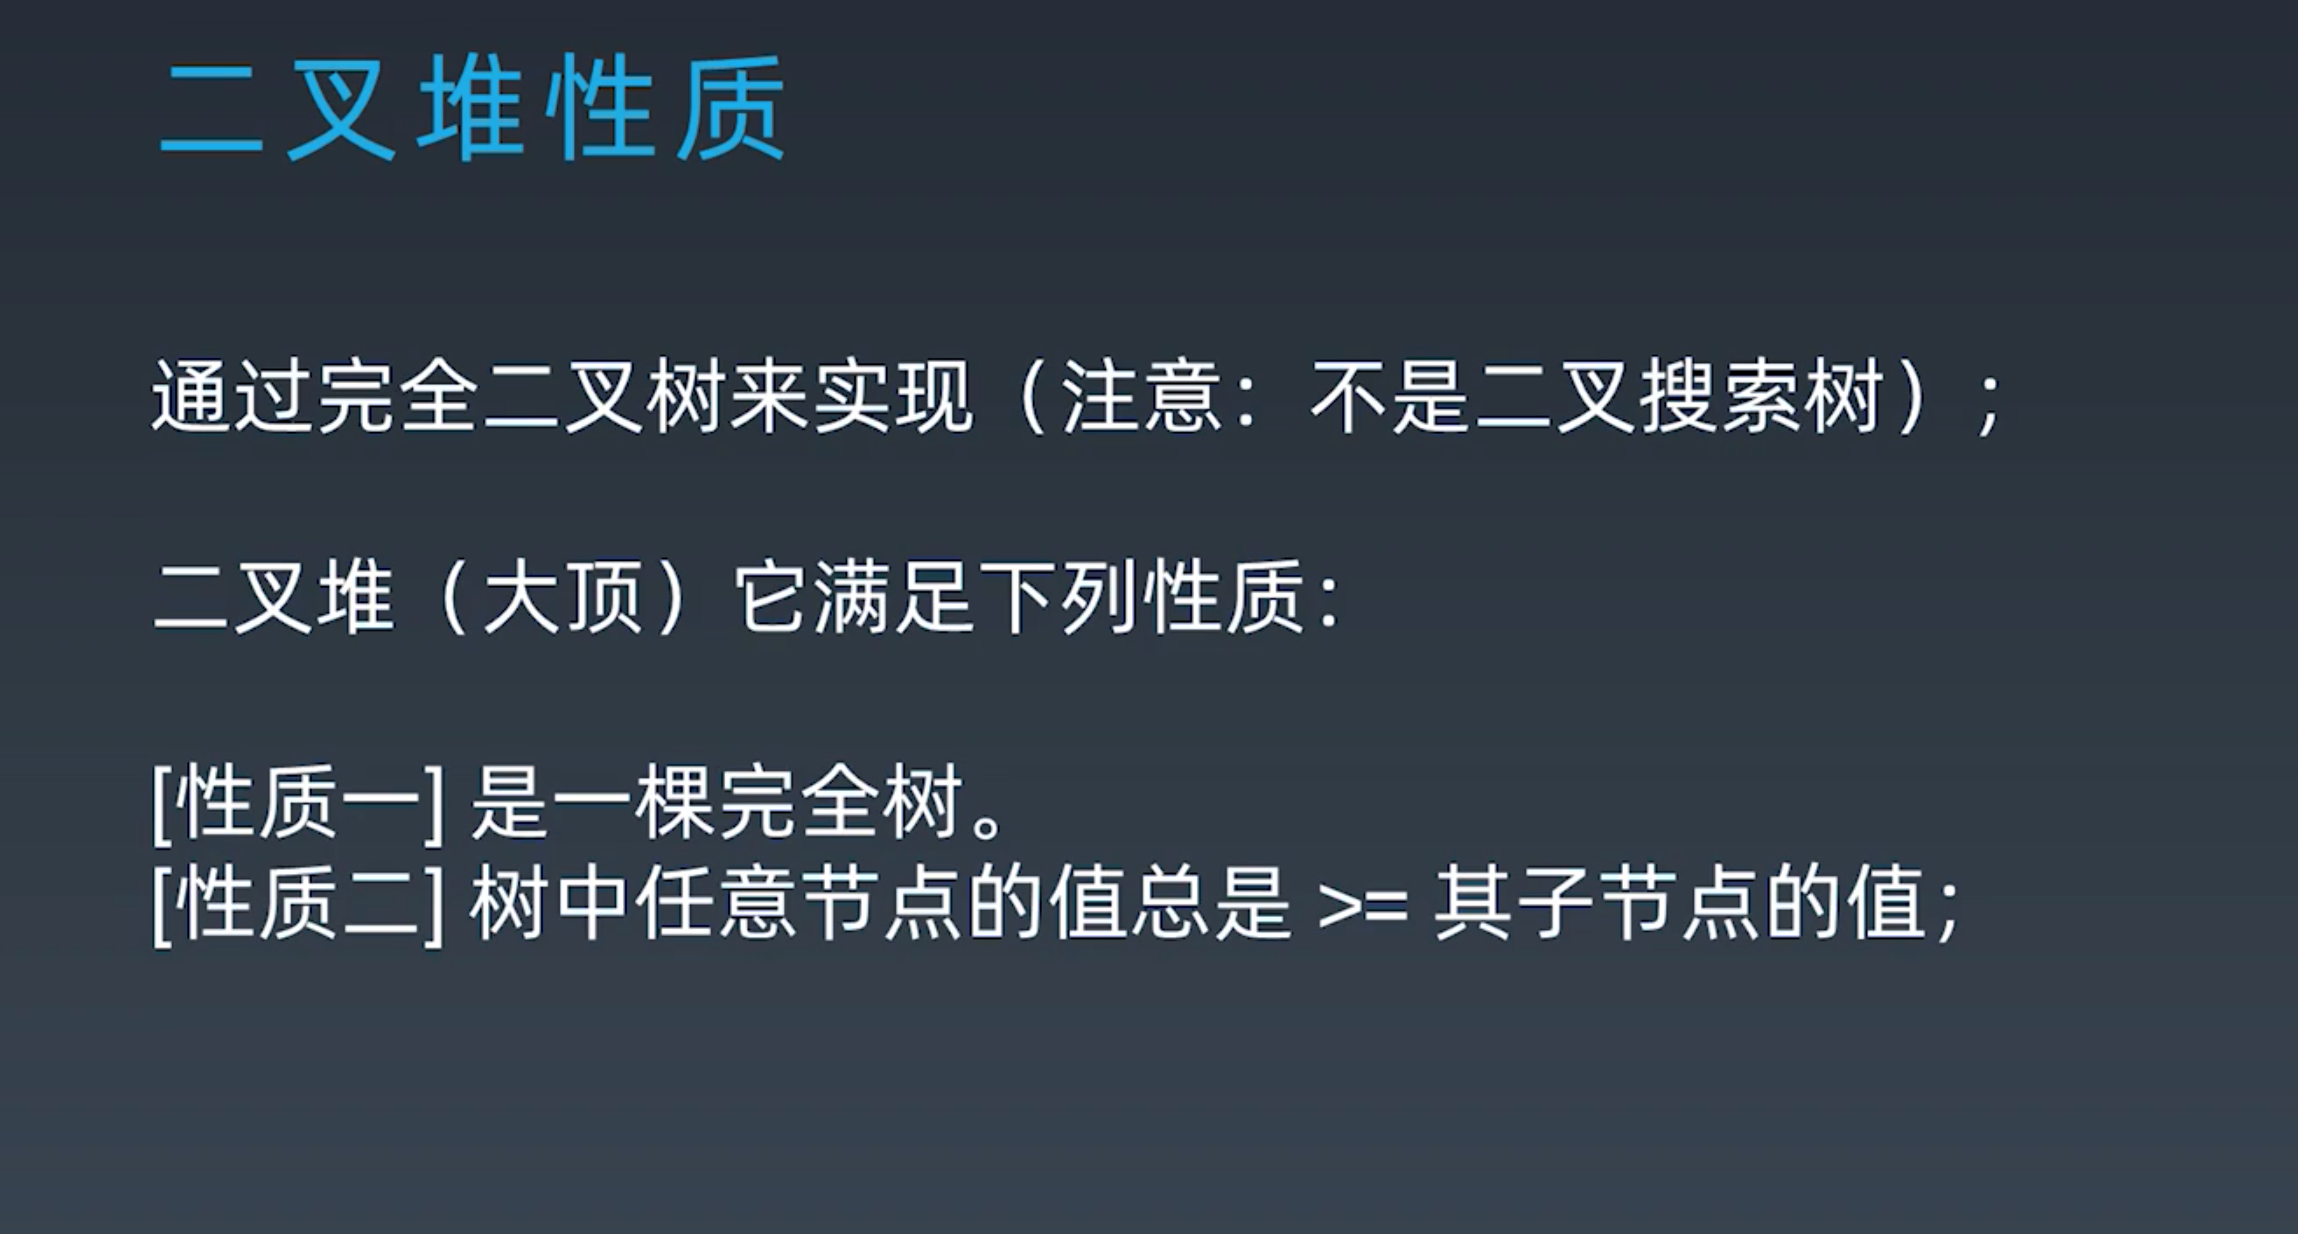 二叉堆性质
通过完全二叉树来实现（注意：不是二叉搜索树）；
二叉堆（大顶）它满足下列性质：
[性质一] 是一棵完全树。
[性质二] 树中任意节点的值总是 >= 其子节点的值；